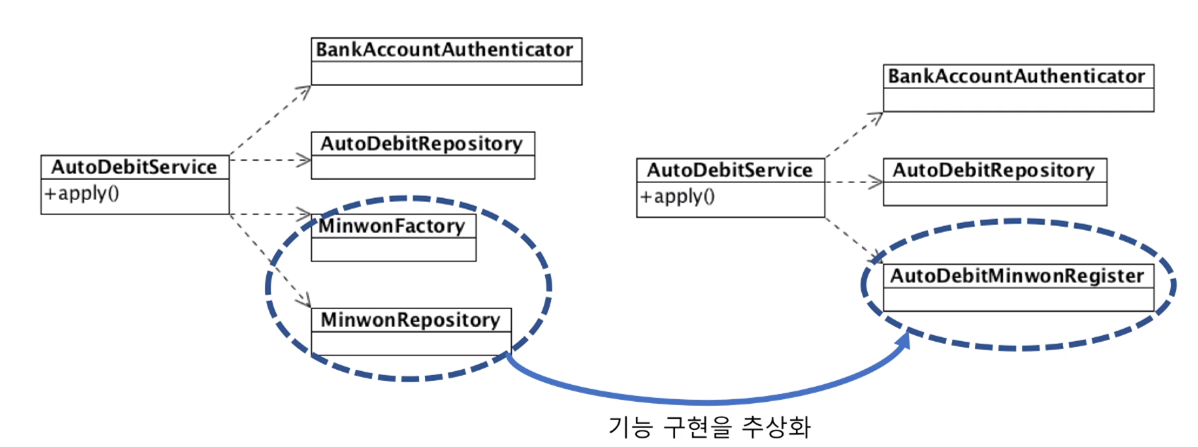 BankAccountAuthenticator
AutoDebitRepository
AutoDebitService
+apply()
MinwonFactory
MinwonRepository
BankAccountAuthenticator
AutoDebitService
+apply()
AutoDebitRepository
AutoDebitMinwonRegister
기능 구현을 추상화